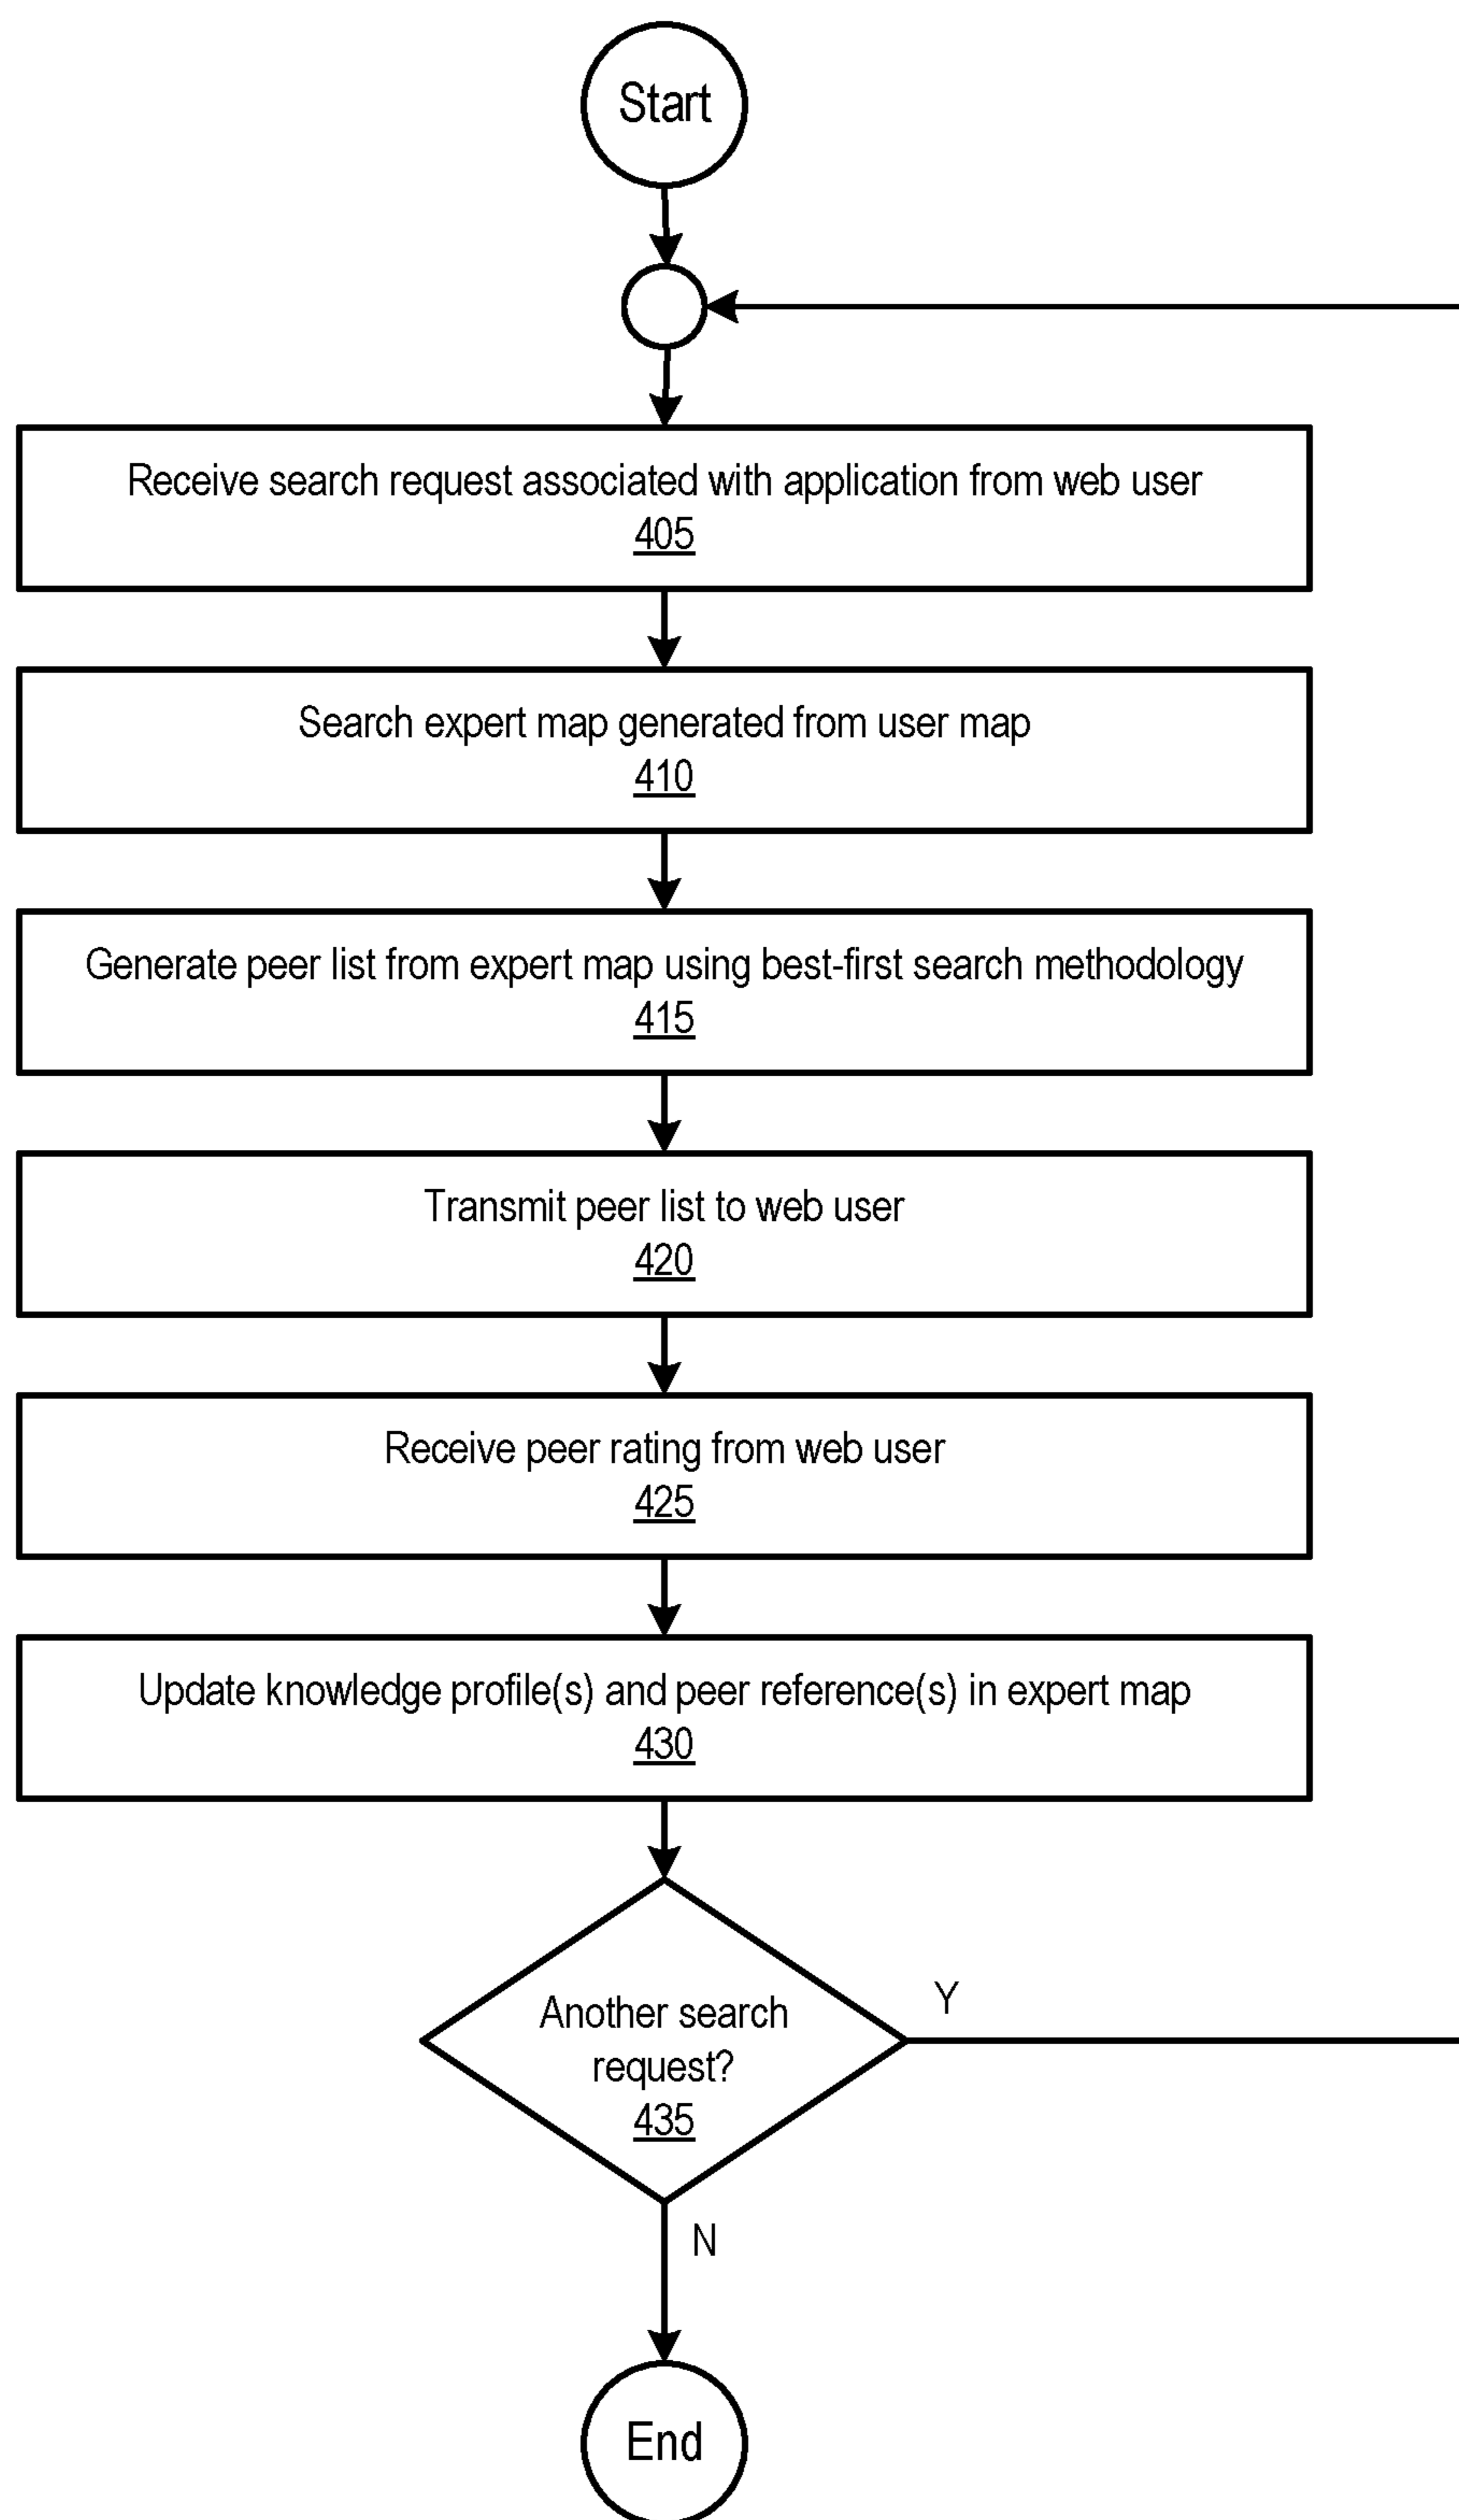 Start
Receive search request associated with application from web user
405
Search expert map generated from user map
410
Generate peer list from expert map using best-first search methodology
415
Transmit peer list to web user
420
Receive peer rating from web user
425
Update knowledge profile(s) and peer reference(s) in expert map
430
Another search
request?
435
Y
N
End